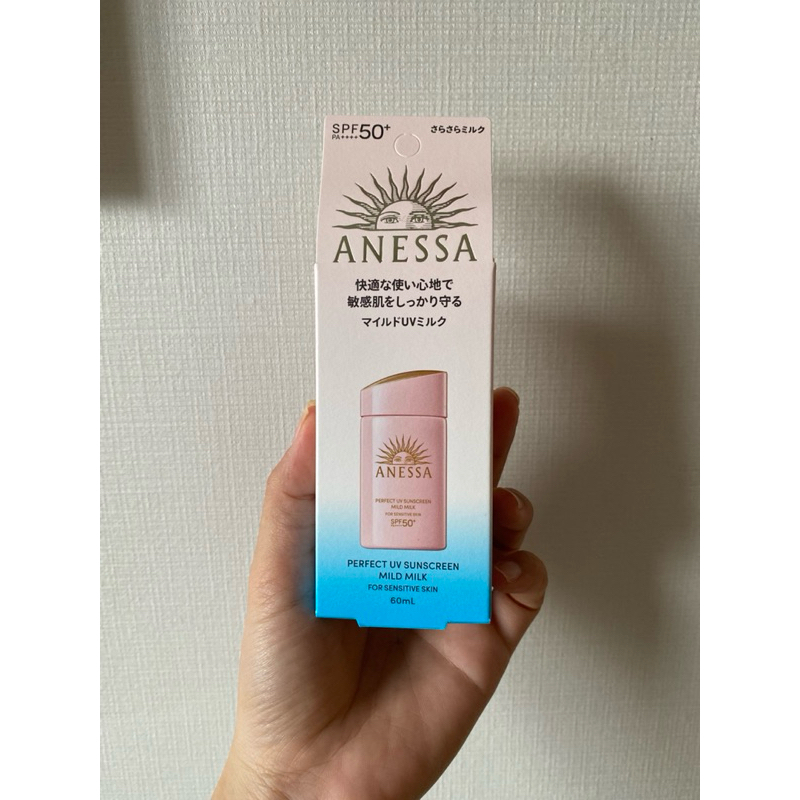 SPF50+
PA++++
さらさらミルク
ANESSA
快適な使い心地で
敏感肌をしっかり守る
マイルドUVミルク
ANESSA
PERFECT UV SUNSCREEN
MILD MILK
FOR SENSITIVE SKIN
SPF50+
PERFECT UV SUNSCREEN
MILD MILK
FOR SENSITIVE SKIN
60mL